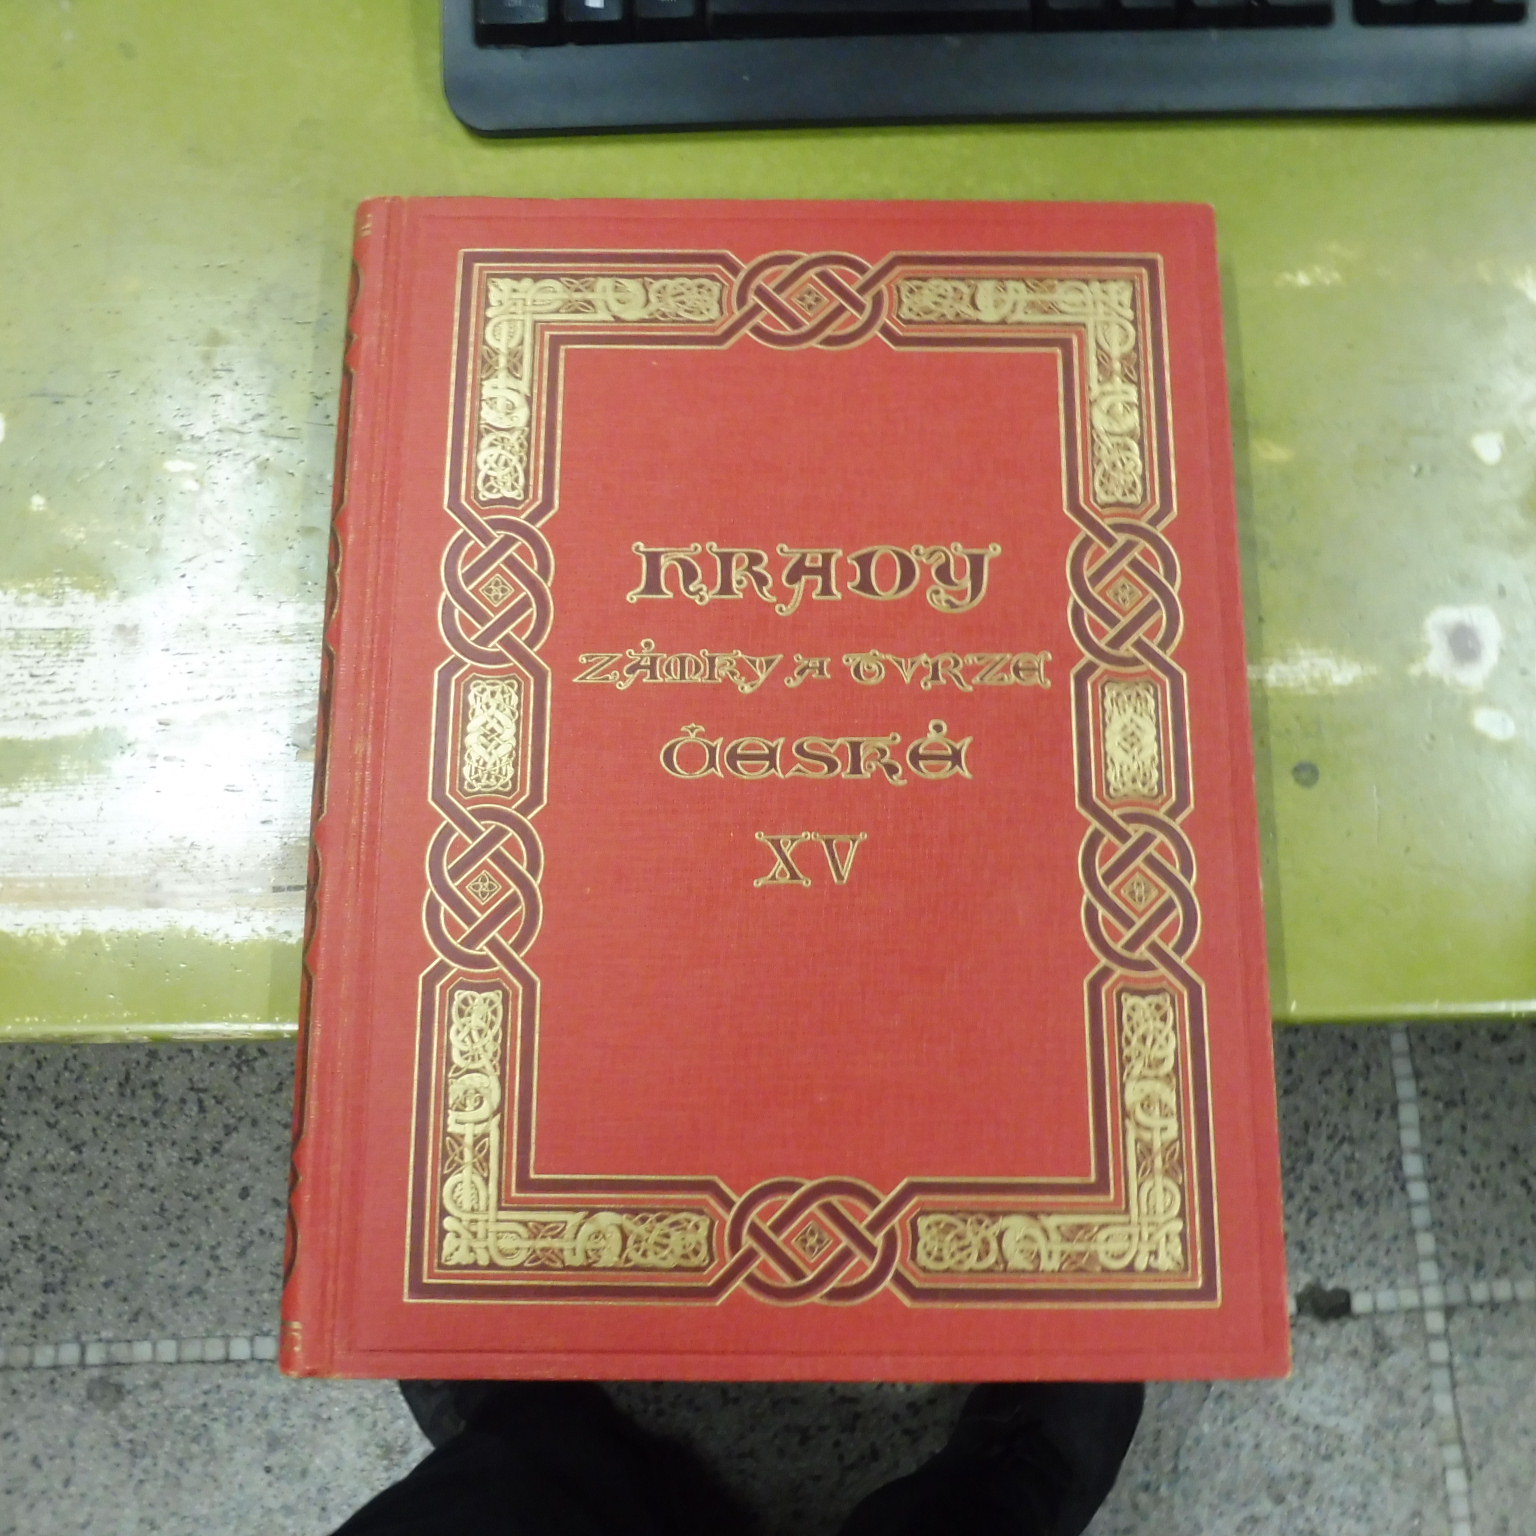 HRADY
ZÁMKY A TVRZE
ČESKÉ
XV